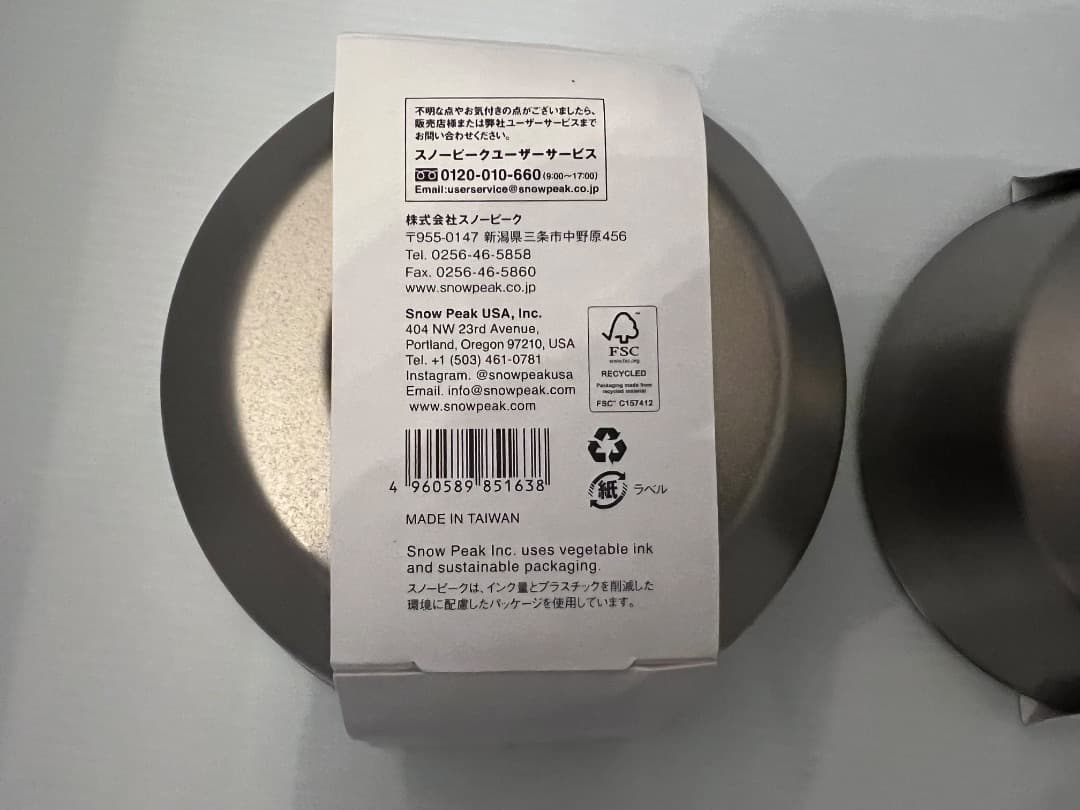 不明な点やお気付きの点がございましたら、
販売店様または弊社ユーザーサービスまで
お問い合わせください。
スノーピークユーザーサービス
0120-010-660(9:00〜17:00)
Email:userservice@snowpeak.co.jp
株式会社スノーピーク
〒955-0147 新潟県三条市中野原456
Tel. 0256-46-5858
Fax. 0256-46-5860
www.snowpeak.co.jp
Snow Peak USA, Inc.
404 NW 23rd Avenue,
Portland, Oregon 97210, USA
Tel. +1 (503) 461-0781
Instagram. @snowpeakusa
Email. info@snowpeak.com
www.snowpeak.com
FSC
www.fsc.org
RECYCLED
Packaging made from
recycled material
FSC™ C157412
4 960589 851638
紙 ラベル
MADE IN TAIWAN
Snow Peak Inc. uses vegetable ink
and sustainable packaging.
スノーピークは、インク量とプラスチックを削減した
環境に配慮したパッケージを使用しています。